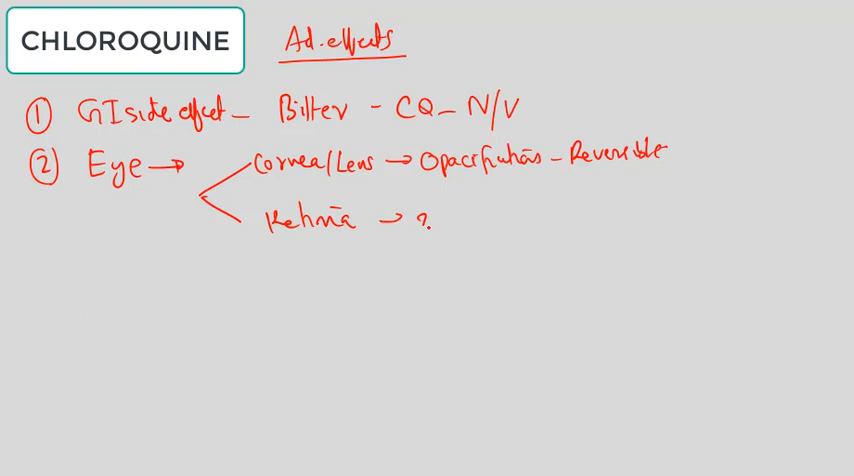 CHLOROQUINE
Ad. effects
① GI side effect - Bitter - CQ - N/V
② Eye → Cornea/Lens → Opacifications - Reversible
Retina → ?